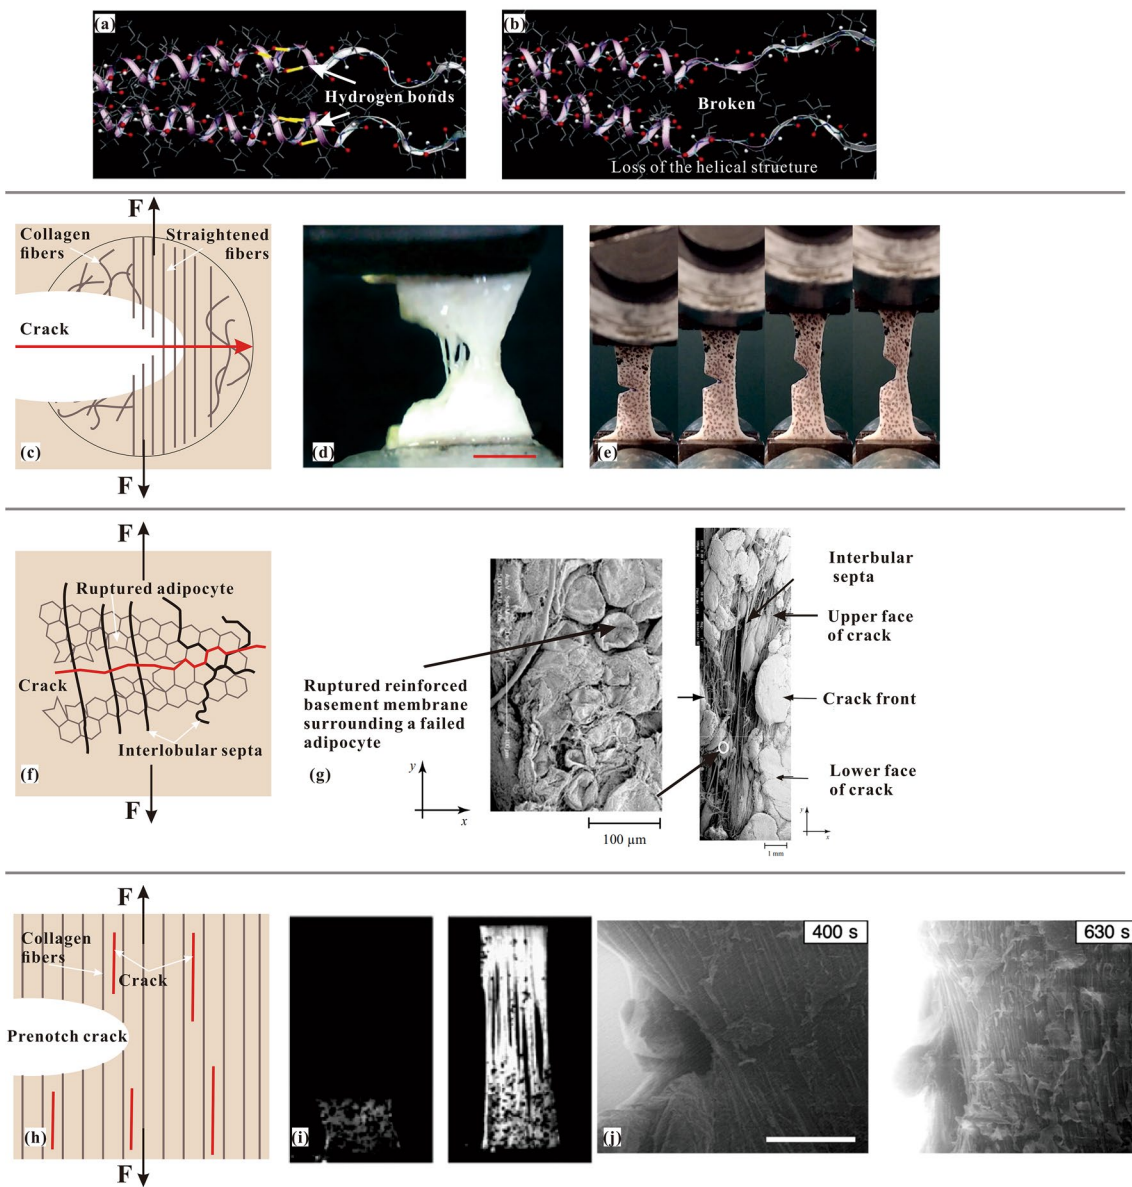 (a)
Hydrogen bonds
(b)
Broken
Loss of the helical structure
F
Collagen
fibers
Straightened
fibers
Crack
(c)
F
(d)
(e)
F
Ruptured adipocyte
Crack
Interlobular septa
(f)
F
Ruptured reinforced
basement membrane
surrounding a failed
adipocyte
(g)
y
x
100 μm
Interbular
septa
Upper face
of crack
Crack front
Lower face
of crack
y
x
1 mm
F
Collagen
fibers
Crack
Prenotch crack
(h)
F
(i)
400 s
(j)
630 s